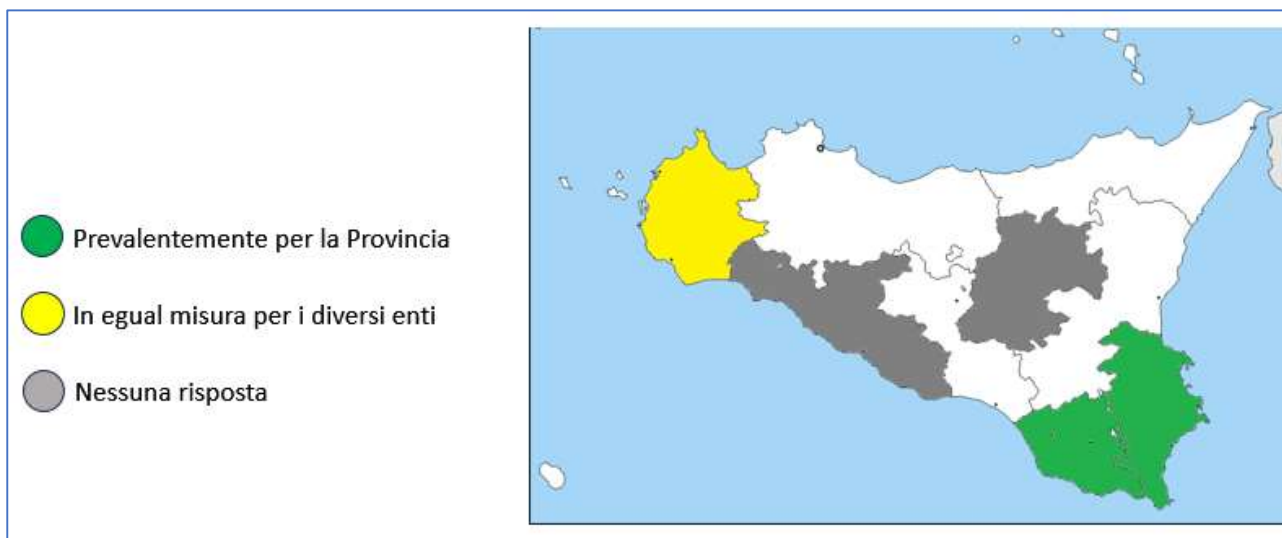 Prevalentemente per la Provincia
In egual misura per i diversi enti
Nessuna risposta